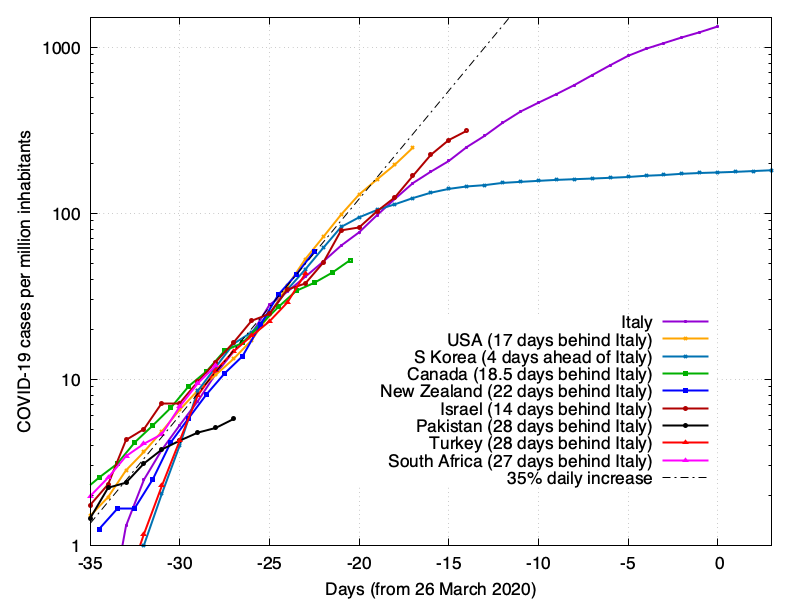 1000
100
10
1
COVID-19 cases per million inhabitants
Italy
USA (17 days behind Italy)
S Korea (4 days ahead of Italy)
Canada (18.5 days behind Italy)
New Zealand (22 days behind Italy)
Israel (14 days behind Italy)
Pakistan (28 days behind Italy)
Turkey (28 days behind Italy)
South Africa (27 days behind Italy)
35% daily increase
-35 -30 -25 -20 -15 -10 -5 0
Days (from 26 March 2020)